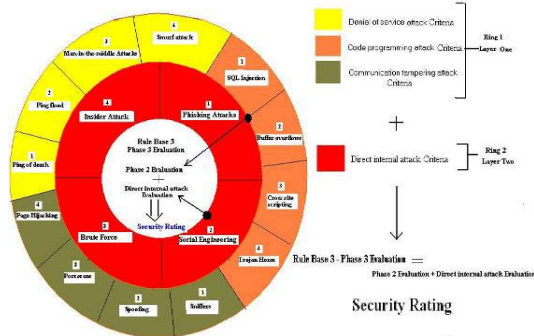 4
Smurf attack
3
Man-in-the middle Attacks
2
Ping flood
1
Ping of death
1
SQL Injection
2
Buffer overflows
3
Cross site
scripting
4
Trojan Horse
4
Page Hijacking
3
Port scan
2
Spoofing
1
Sniffers
4
Insider Attack
1
Phishing Attacks
3
Brute Force
2
Social Engineering
Rule Base 3
Phase 3 Evaluation
Phase 2 Evaluation
+
Direct internal attack
Evaluation
Security Rating
Denier of service attack Criteria
Code programming attack Criteria
Communication tampering attack
Criteria
Ring 1
Layer One
+
Direct internal attack Criteria
Ring 2
Layer Two
Rule Base 3 - Phase 3 Evaluation =
Phase 2 Evaluation + Direct internal attack Evaluation
Security Rating